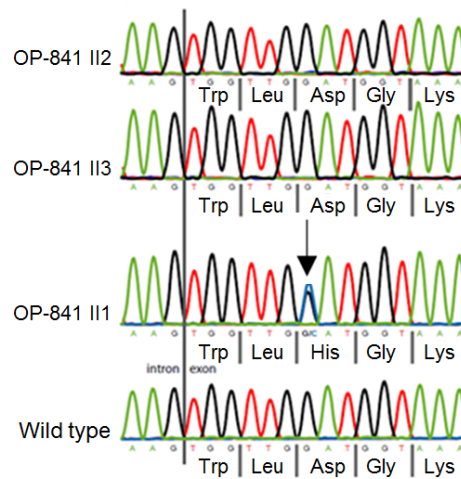 OP-841 II2
A A G T G G T T G G A T G G T A A A
Trp Leu Asp Gly Lys
OP-841 II3
A A G T G G T T G G A T G G T A A A
Trp Leu Asp Gly Lys
OP-841 II1
A A G T G G T T G G/C A T G G T A A A
Trp Leu His Gly Lys
intron exon
Wild type
A A G T G G T T G G A T G G T A A A
Trp Leu Asp Gly Lys